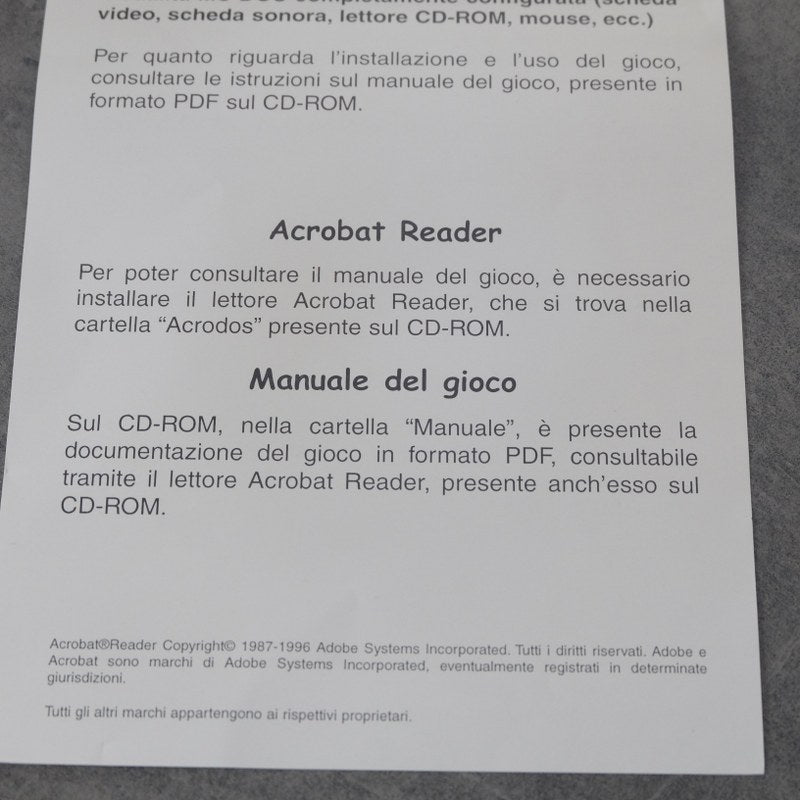 MS-DOS completamente configurata (scheda
video, scheda sonora, lettore CD-ROM, mouse, ecc.)
Per quanto riguarda l'installazione e l'uso del gioco,
consultare le istruzioni sul manuale del gioco, presente in
formato PDF sul CD-ROM.
Acrobat Reader
Per poter consultare il manuale del gioco, è necessario
installare il lettore Acrobat Reader, che si trova nella
cartella “Acrodos” presente sul CD-ROM.
Manuale del gioco
Sul CD-ROM, nella cartella “Manuale”, è presente la
documentazione del gioco in formato PDF, consultabile
tramite il lettore Acrobat Reader, presente anch'esso sul
CD-ROM.
Acrobat®Reader Copyright© 1987-1996 Adobe Systems Incorporated. Tutti i diritti riservati. Adobe e
Acrobat sono marchi di Adobe Systems Incorporated, eventualmente registrati in determinate
giurisdizioni.
Tutti gli altri marchi appartengono ai rispettivi proprietari.